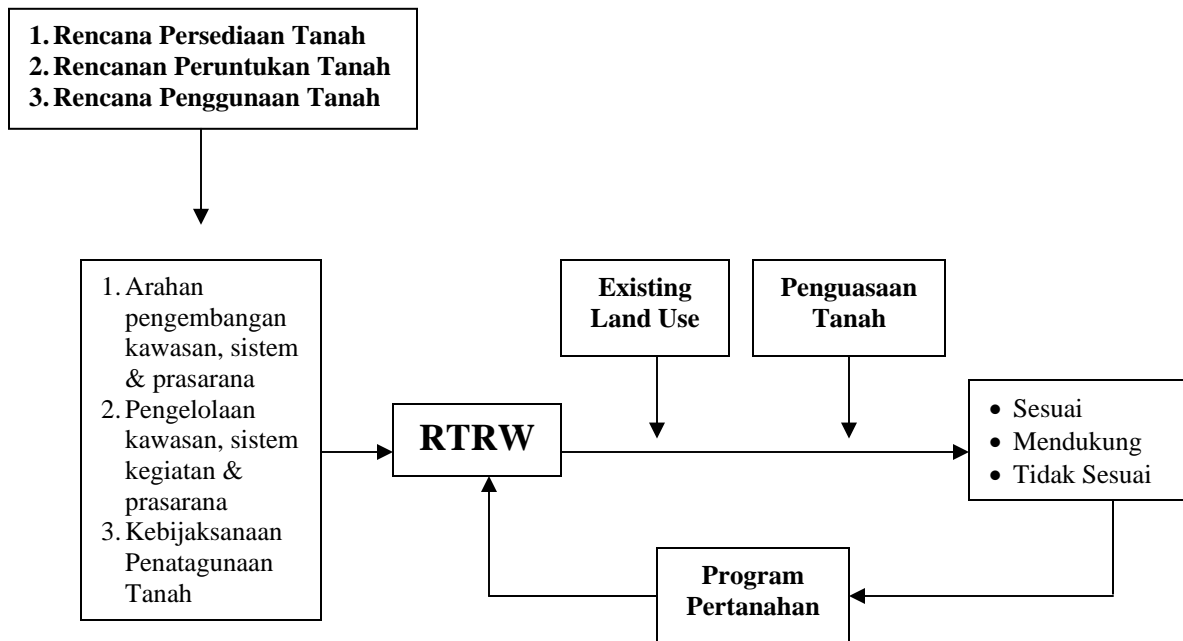 1. Rencana Persediaan Tanah
2. Rencanan Peruntukan Tanah
3. Rencana Penggunaan Tanah
1. Arahan
pengembangan
kawasan, sistem
& prasarana
2. Pengelolaan
kawasan, sistem
kegiatan &
prasarana
3. Kebijaksanaan
Penatagunaan
Tanah
RTRW
Existing
Land Use
Penguasaan
Tanah
• Sesuai
• Mendukung
• Tidak Sesuai
Program
Pertanahan